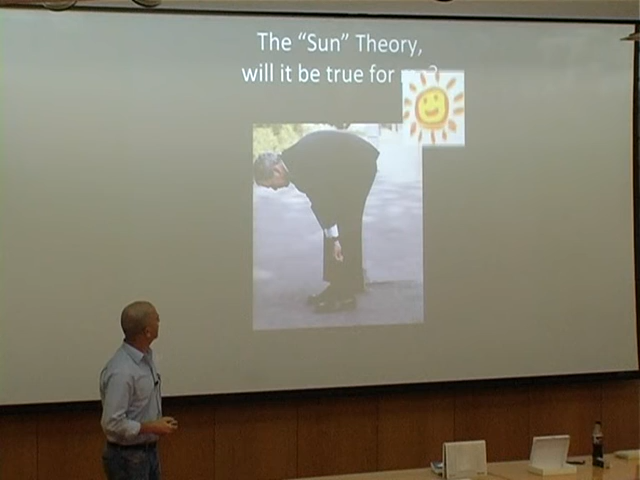 The “Sun” Theory,
will it be true for